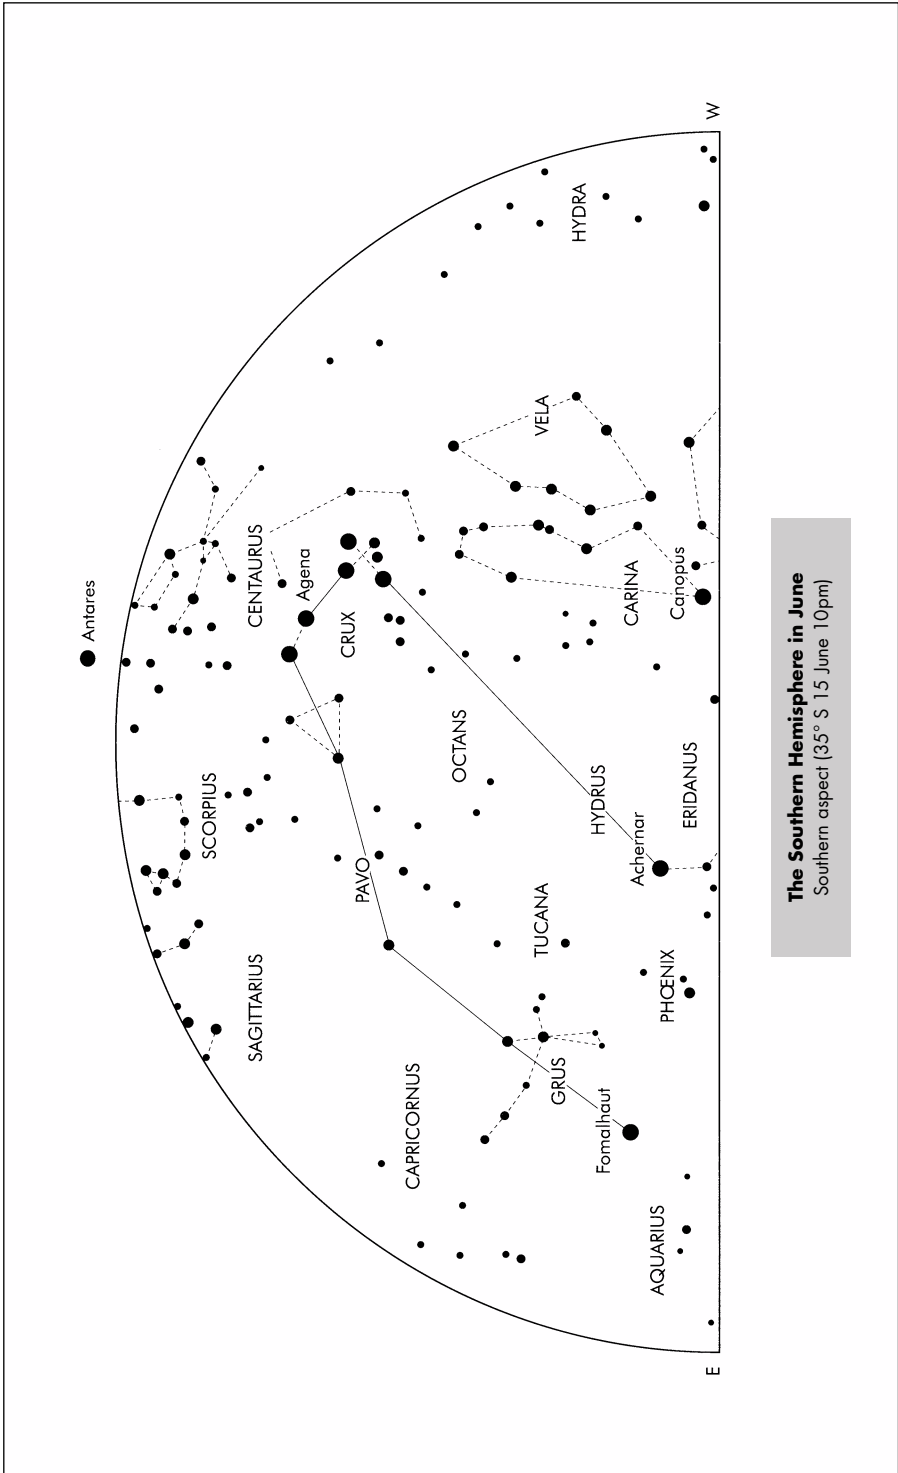 Antares
SCORPIUS
SAGITTARIUS
CENTAURUS
Agena
CRUX
PAVO
CAPRICORNUS
OCTANS
TUCANA
GRUS
Fomalhaut
HYDRA
VELA
CARINA
Canopus
HYDRUS
Achernar
ERIDANUS
PHŒNIX
AQUARIUS
E
W
The Southern Hemisphere in June
Southern aspect (35° S 15 June 10pm)